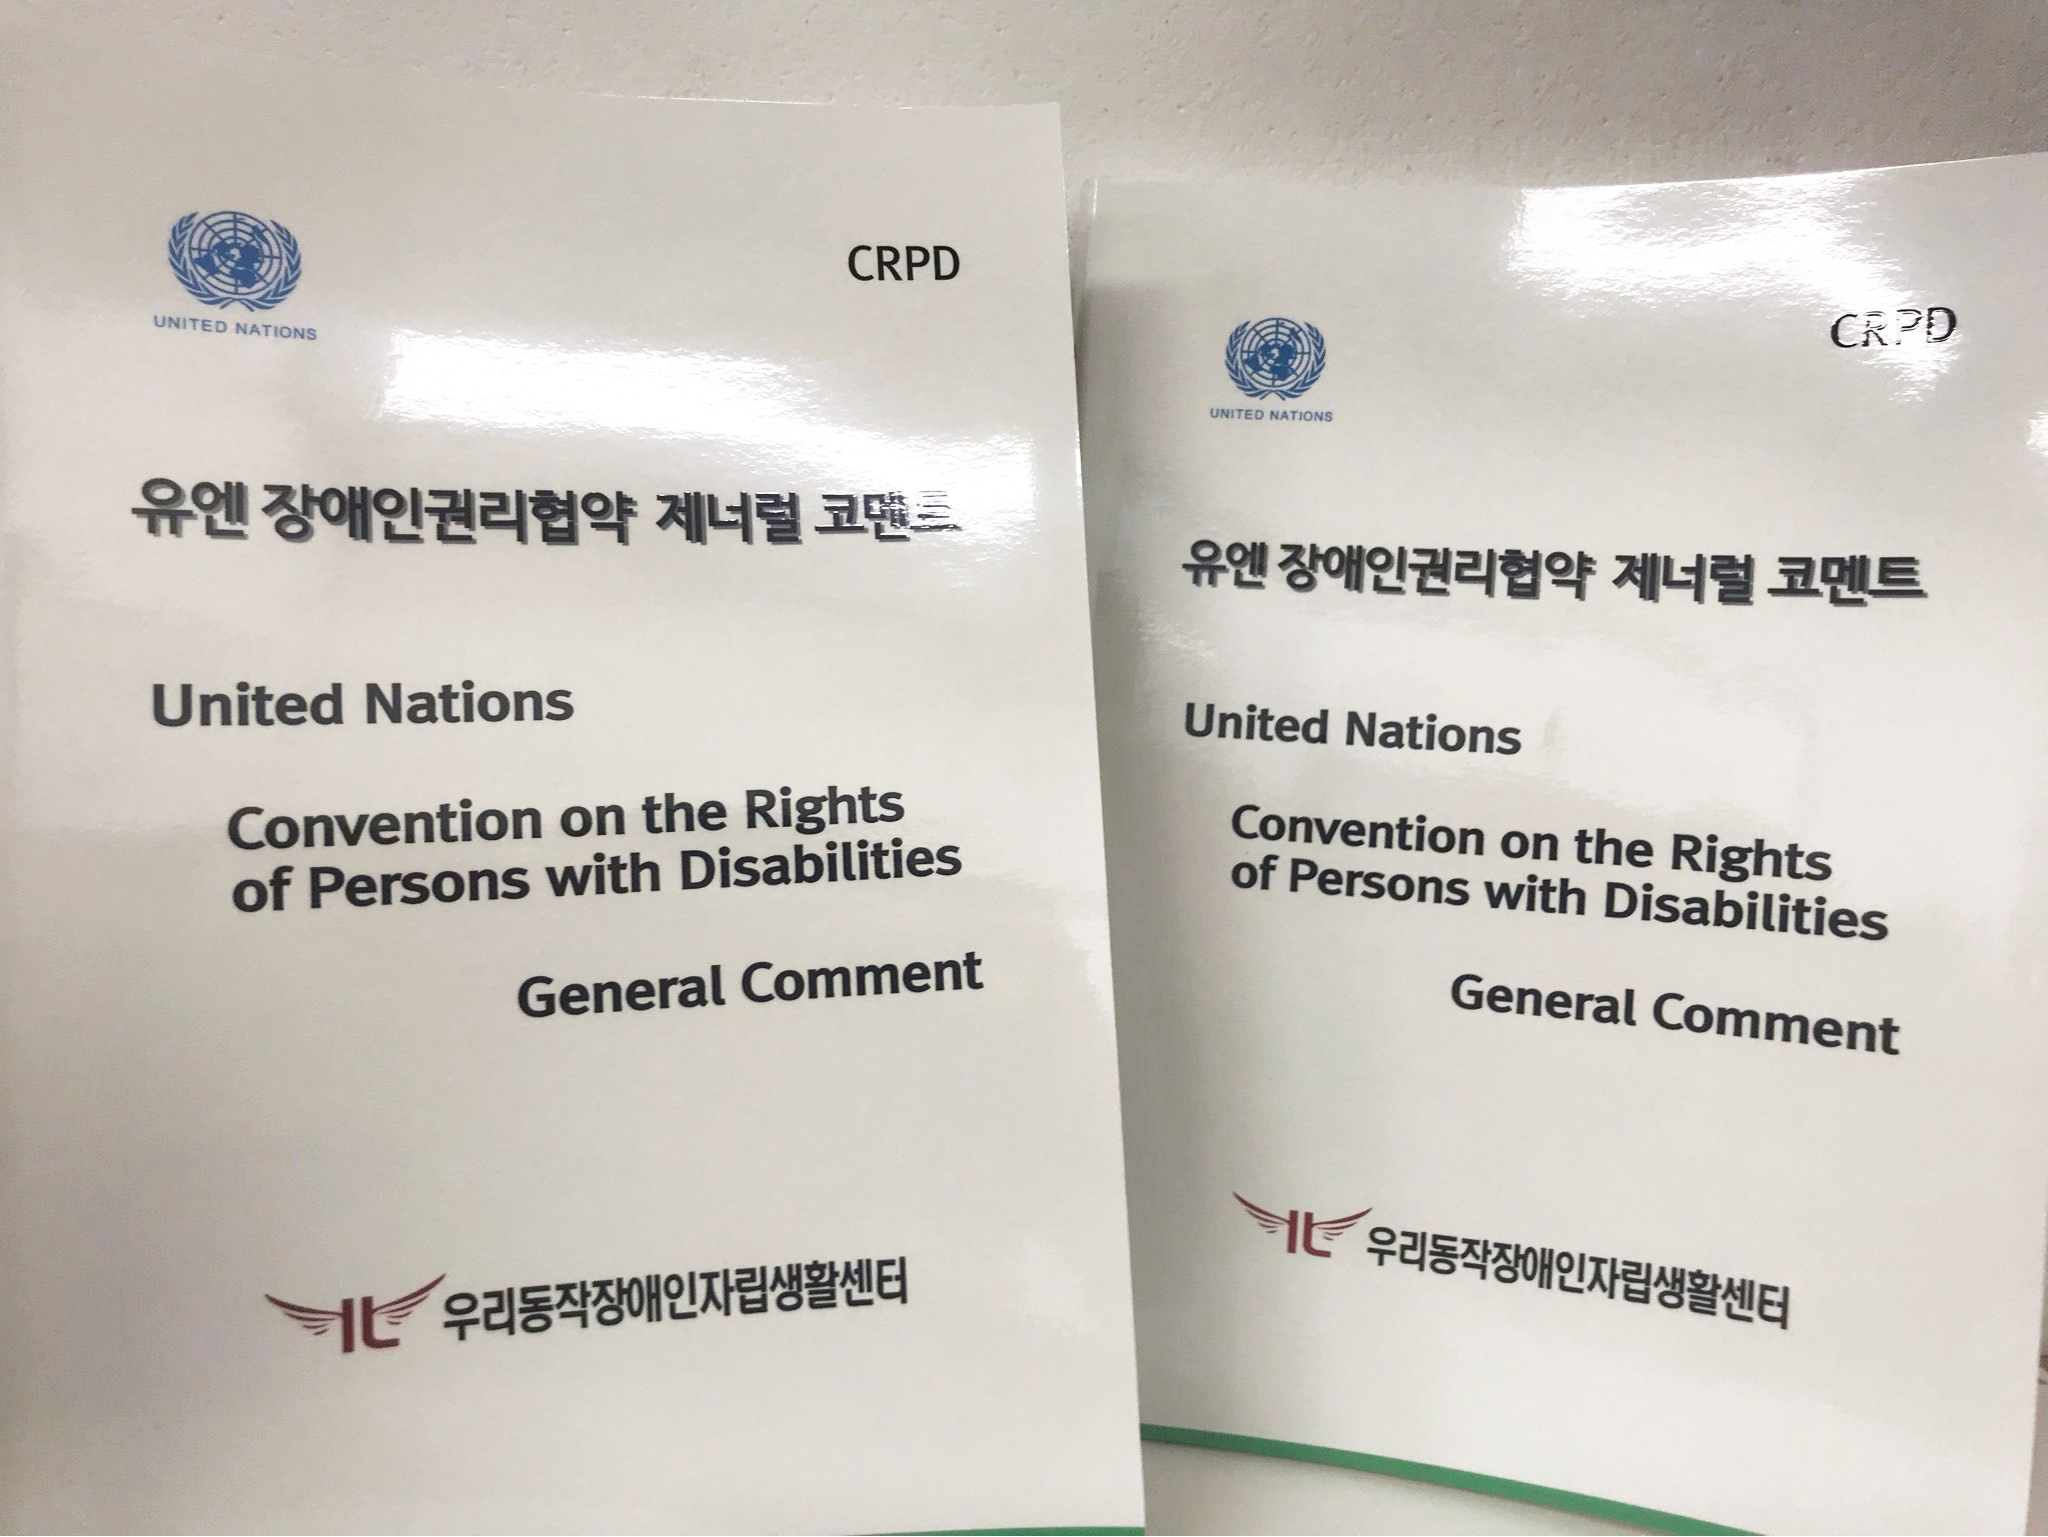 UNITED NATIONS
CRPD
유엔 장애인권리협약 제너럴 코멘트
United Nations
Convention on the Rights
of Persons with Disabilities
General Comment
IL 우리동작장애인자립생활센터
UNITED NATIONS
CRPD
유엔 장애인권리협약 제너럴 코멘트
United Nations
Convention on the Rights
of Persons with Disabilities
General Comment
IL 우리동작장애인자립생활센터